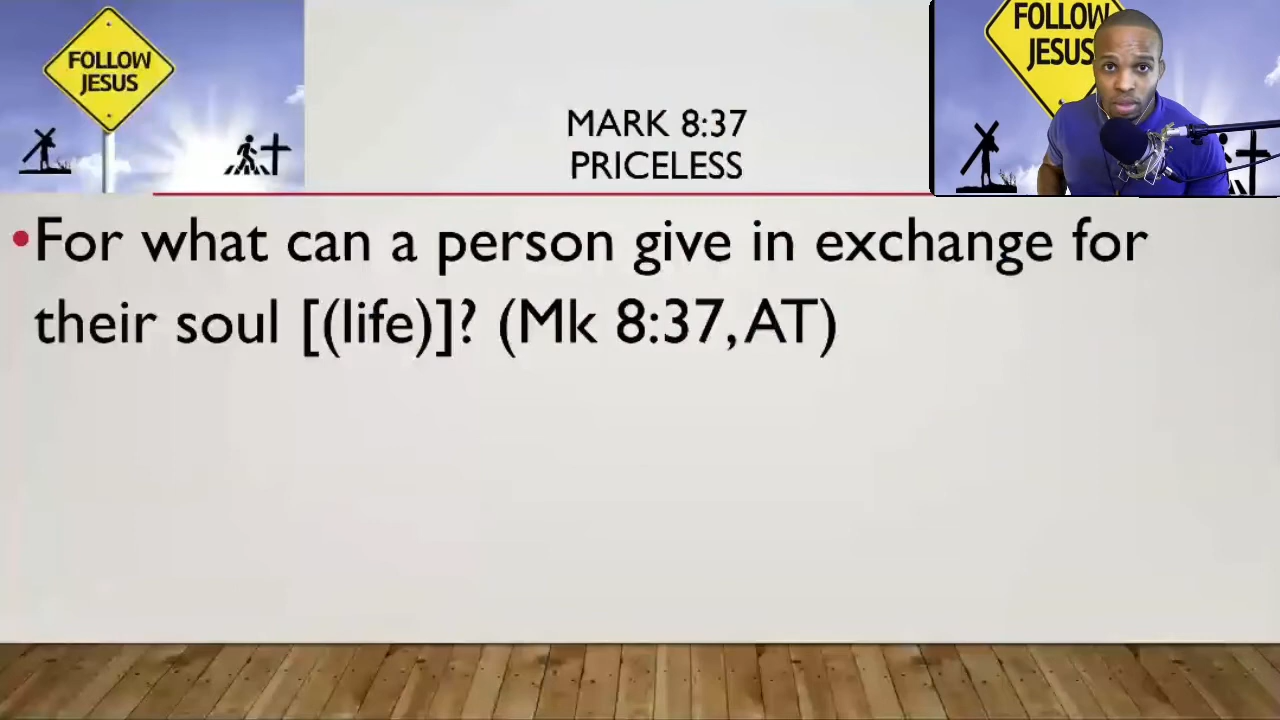 FOLLOW
JESUS
FOLLOW
JESUS
MARK 8:37
PRICELESS
•For what can a person give in exchange for
their soul [(life)]? (Mk 8:37, AT)